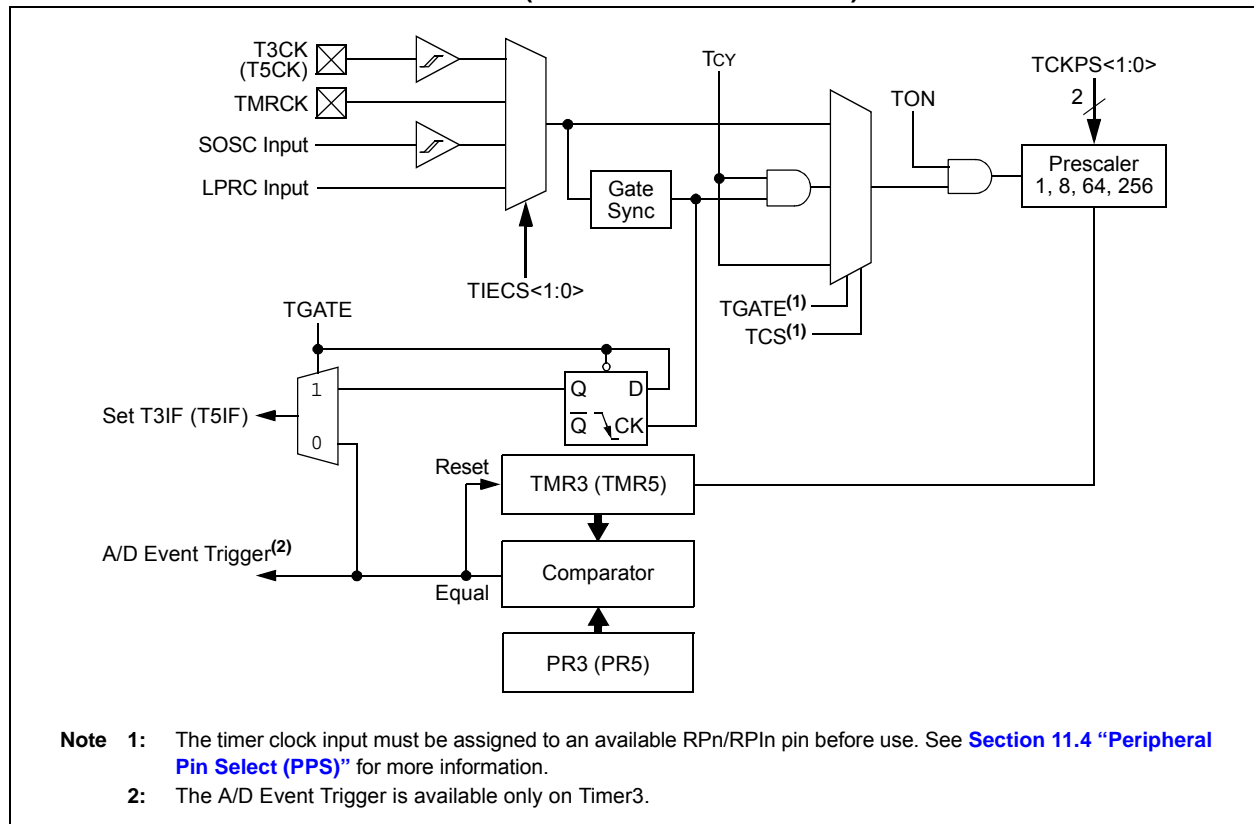 T3CK
(T5CK)
TMRCK
SOSC Input
LPRC Input
TIECS<1:0>
Gate
Sync
TCY
TGATE(1)
TCS(1)
TON
TCKPS<1:0>
2
Prescaler
1, 8, 64, 256
TGATE
1
0
Set T3IF (T5IF)
Q D
Q CK
Reset
TMR3 (TMR5)
A/D Event Trigger(2)
Equal
Comparator
PR3 (PR5)
Note 1: The timer clock input must be assigned to an available RPn/RPIn pin before use. See Section 11.4 “Peripheral
Pin Select (PPS)” for more information.
2: The A/D Event Trigger is available only on Timer3.